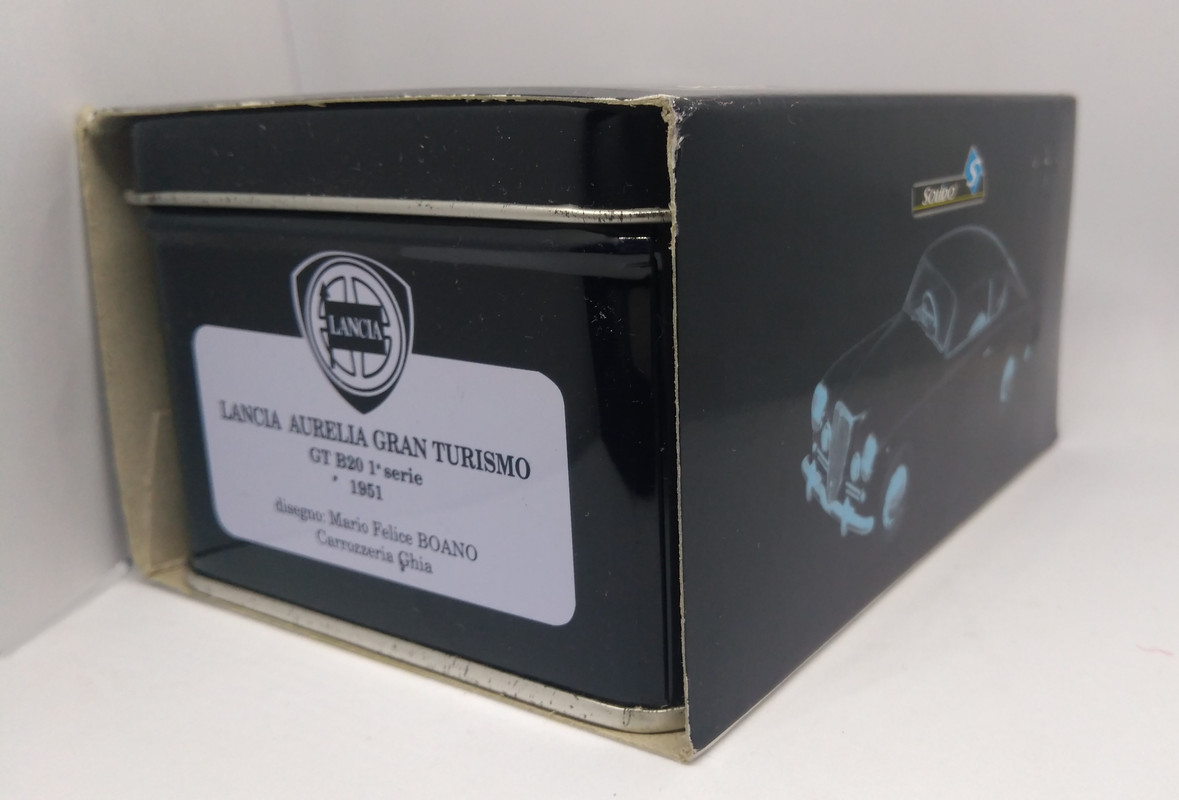 LANCIA
LANCIA AURELIA GRAN TURISMO
GT B20 1ª serie
1951
disegno: Mario Felice BOANO
Carrozzeria Ghia
Solido
S